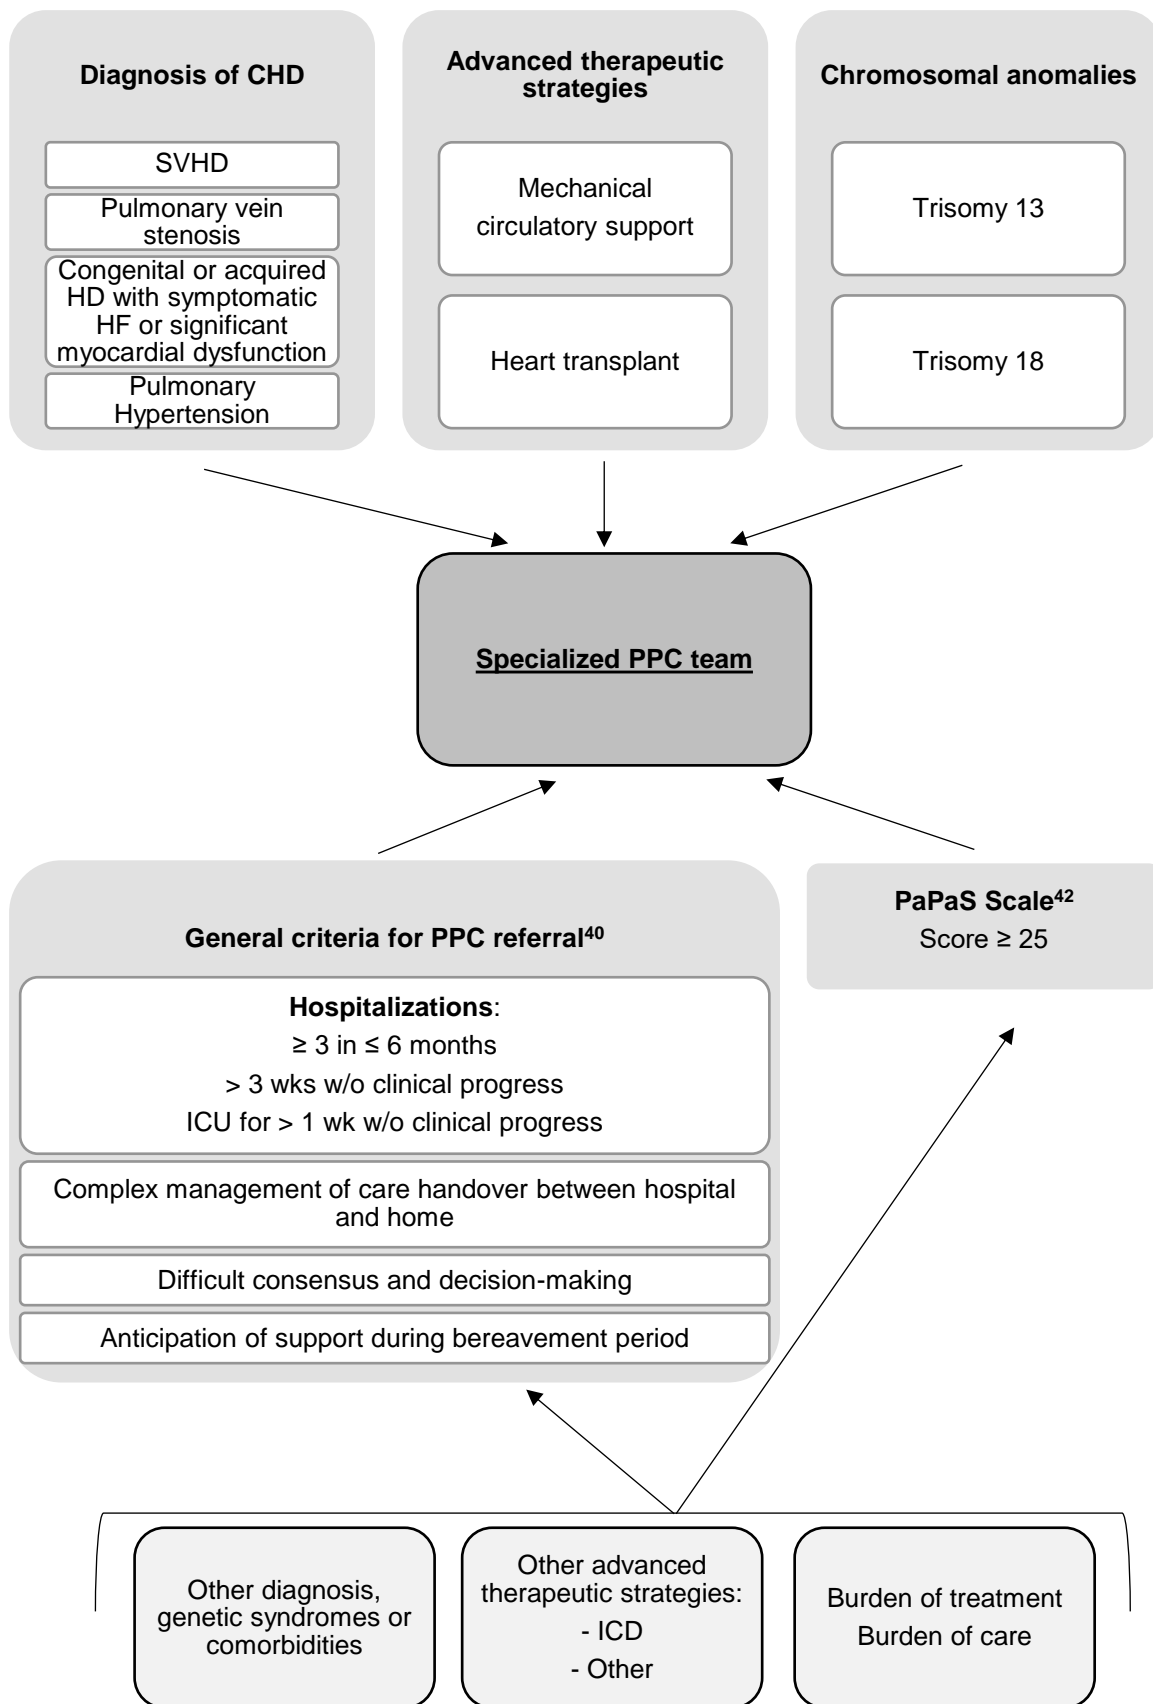 Diagnosis of CHD
SVHD
Pulmonary vein
stenosis
Congenital or acquired
HD with symptomatic
HF or significant
myocardial dysfunction
Pulmonary
Hypertension
Advanced therapeutic
strategies
Mechanical
circulatory support
Heart transplant
Chromosomal anomalies
Trisomy 13
Trisomy 18
Specialized PPC team
General criteria for PPC referral⁴⁰
Hospitalizations:
≥ 3 in ≤ 6 months
> 3 wks w/o clinical progress
ICU for > 1 wk w/o clinical progress
Complex management of care handover between hospital
and home
Difficult consensus and decision-making
Anticipation of support during bereavement period
PaPaS Scale⁴²
Score ≥ 25
Other diagnosis,
genetic syndromes or
comorbidities
Other advanced
therapeutic strategies:
- ICD
- Other
Burden of treatment
Burden of care